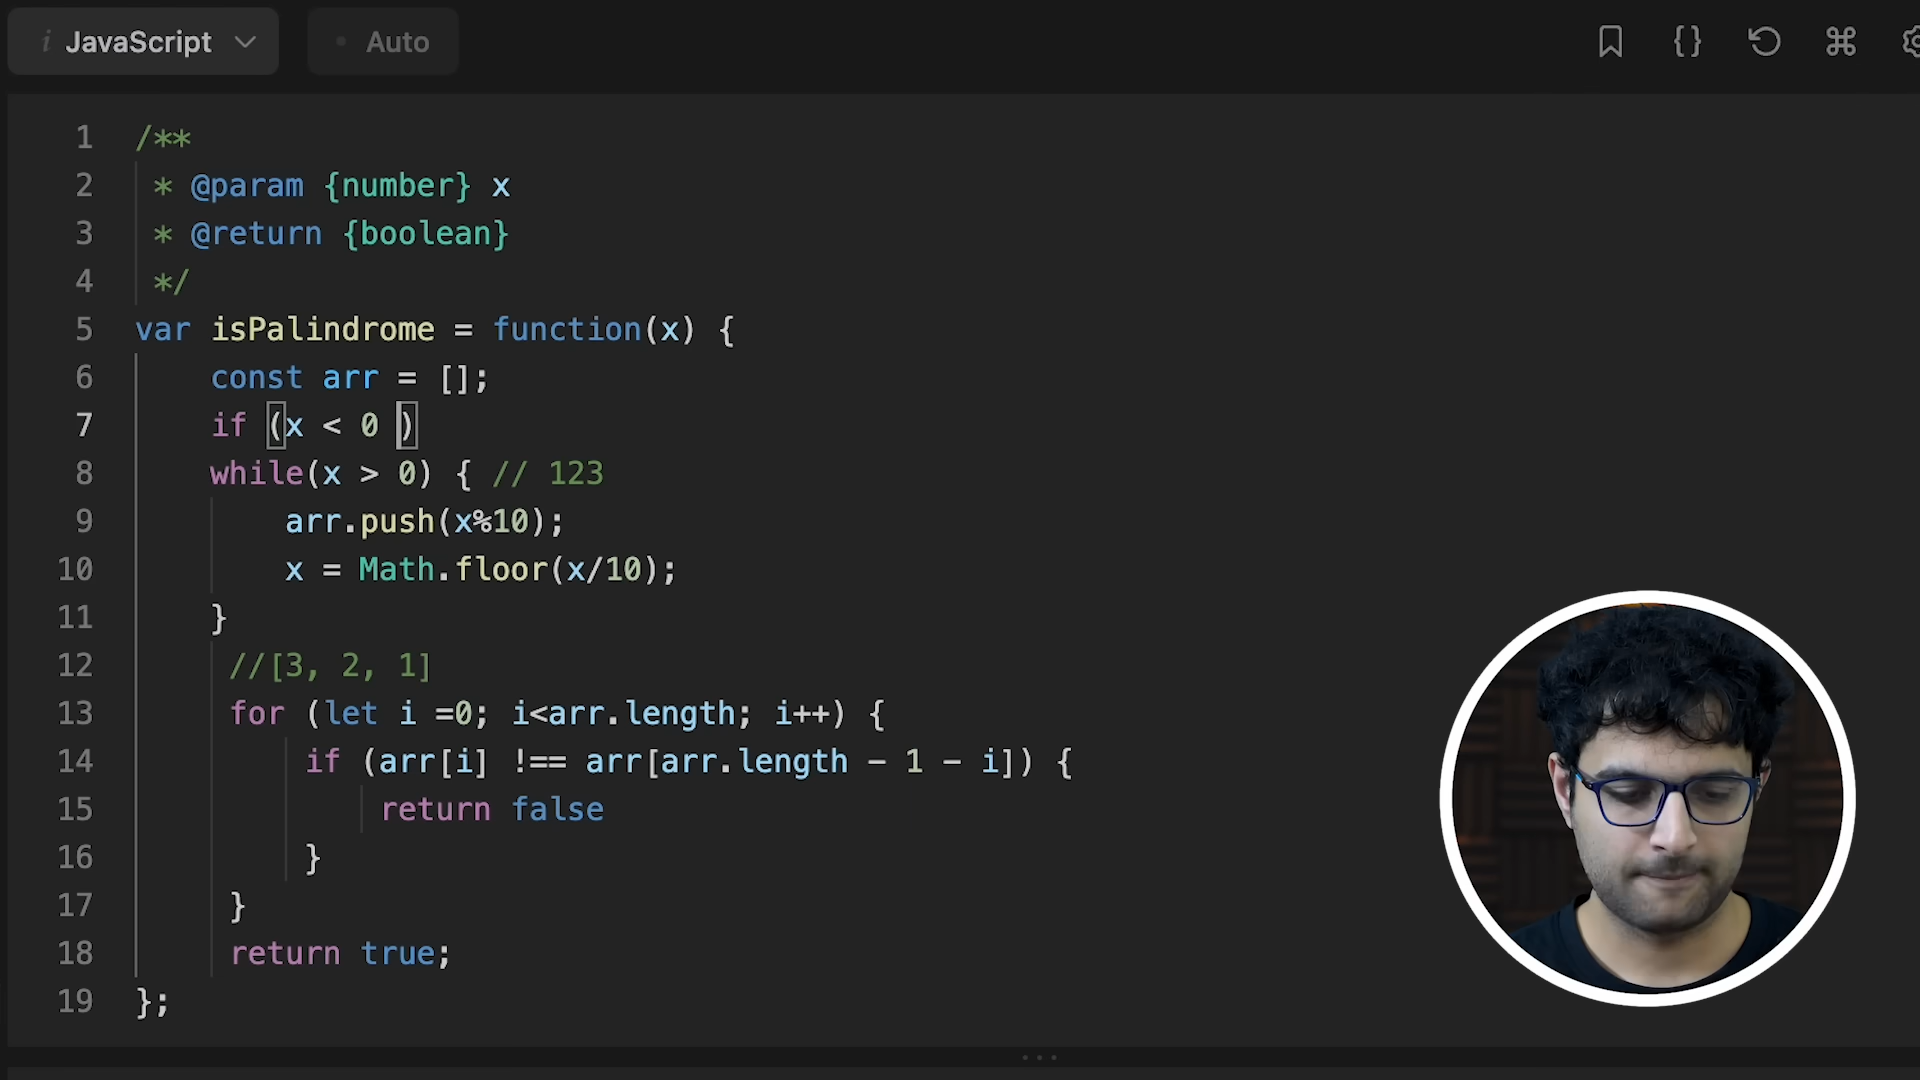 i JavaScript Auto {} ⌘
1 /**
2 * @param {number} x
3 * @return {boolean}
4 */
5 var isPalindrome = function(x) {
6 const arr = [];
7 if (x < 0 )
8 while(x > 0) { // 123
9 arr.push(x%10);
10 x = Math.floor(x/10);
11 }
12 //[3, 2, 1]
13 for (let i =0; i<arr.length; i++) {
14 if (arr[i] !== arr[arr.length - 1 - i]) {
15 return false
16 }
17 }
18 return true;
19 };